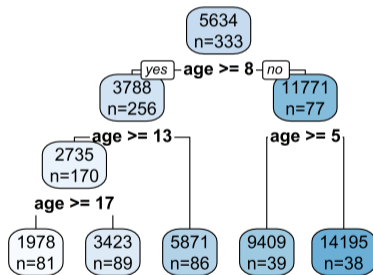 5634
n=333
yes age >= 8 no
3788
n=256
11771
n=77
age >= 13
age >= 5
2735
n=170
age >= 17
1978
n=81
3423
n=89
5871
n=86
9409
n=39
14195
n=38